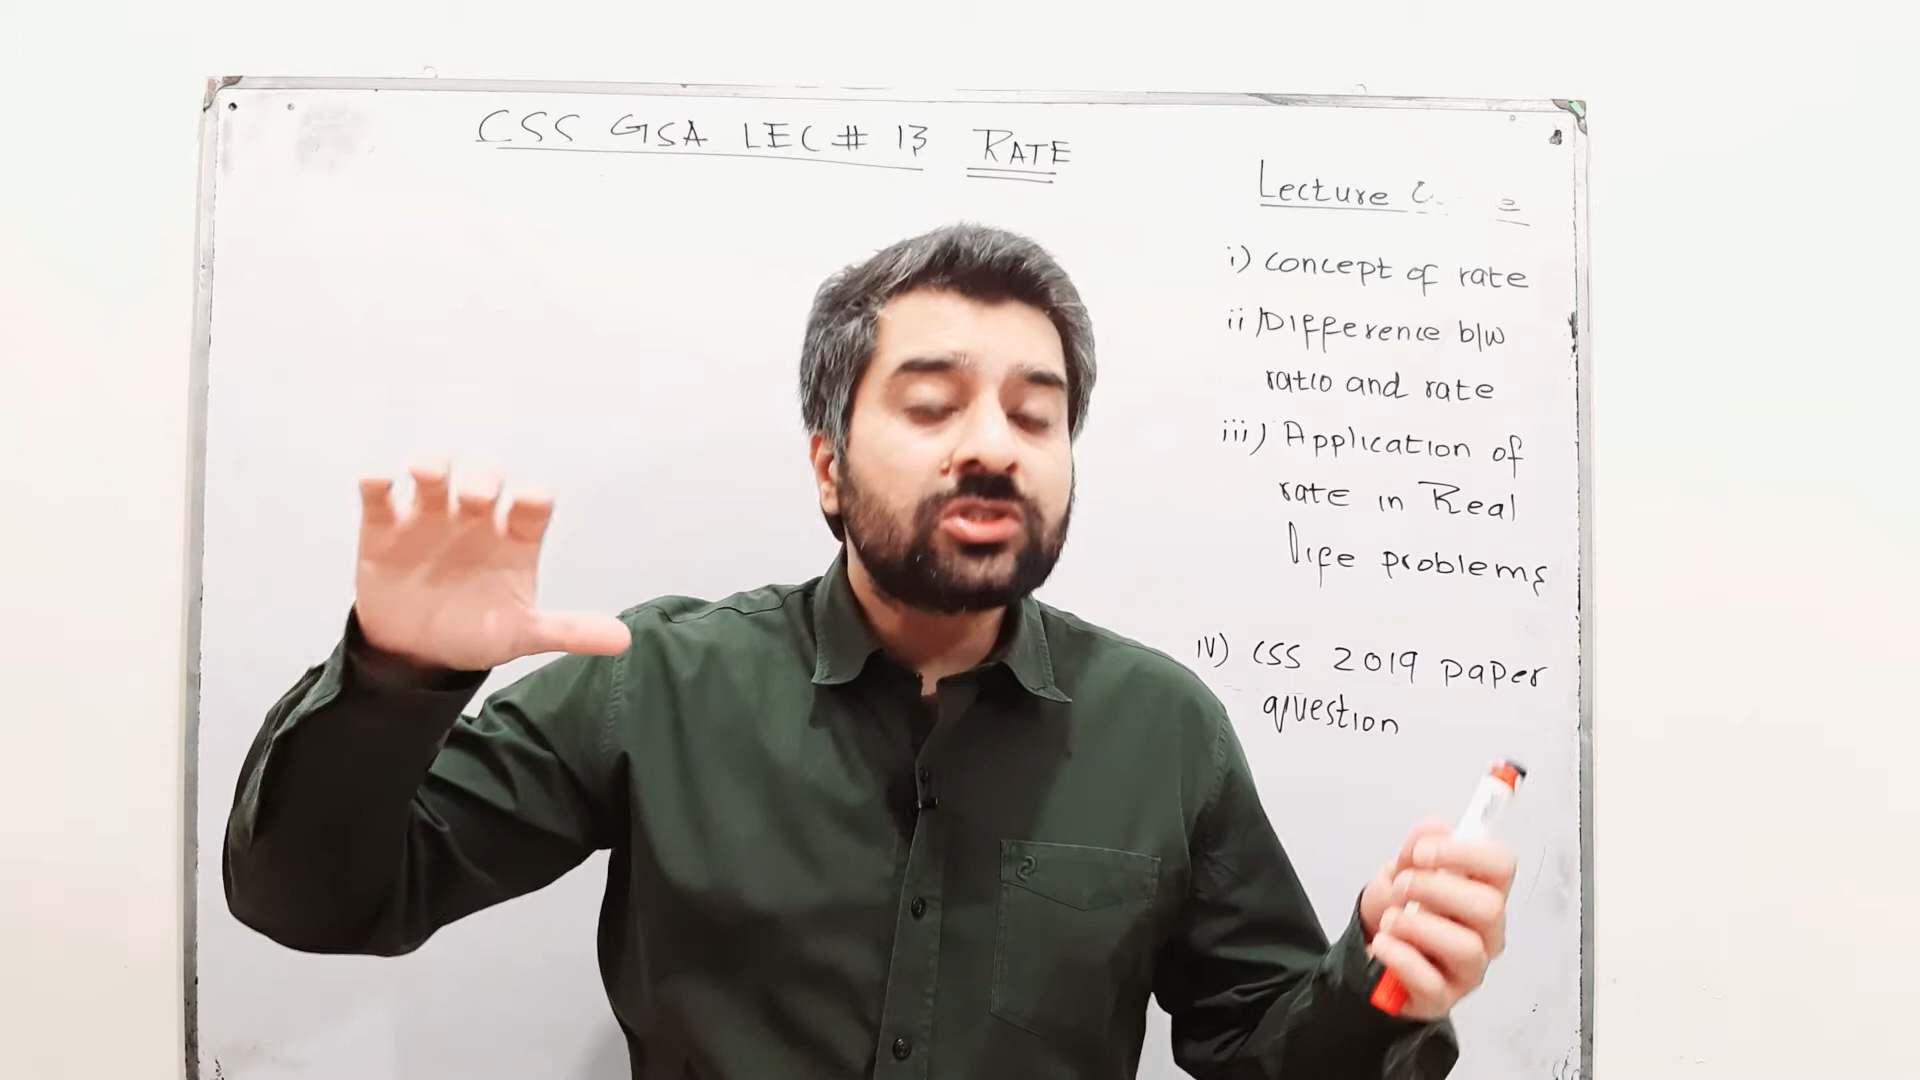 CSS GSA LEC # 13 RATE
Lecture
i) concept of rate
ii) Difference b/w
ratio and rate
iii) Application of
rate in Real
life problems
iv) CSS 2019 paper
question